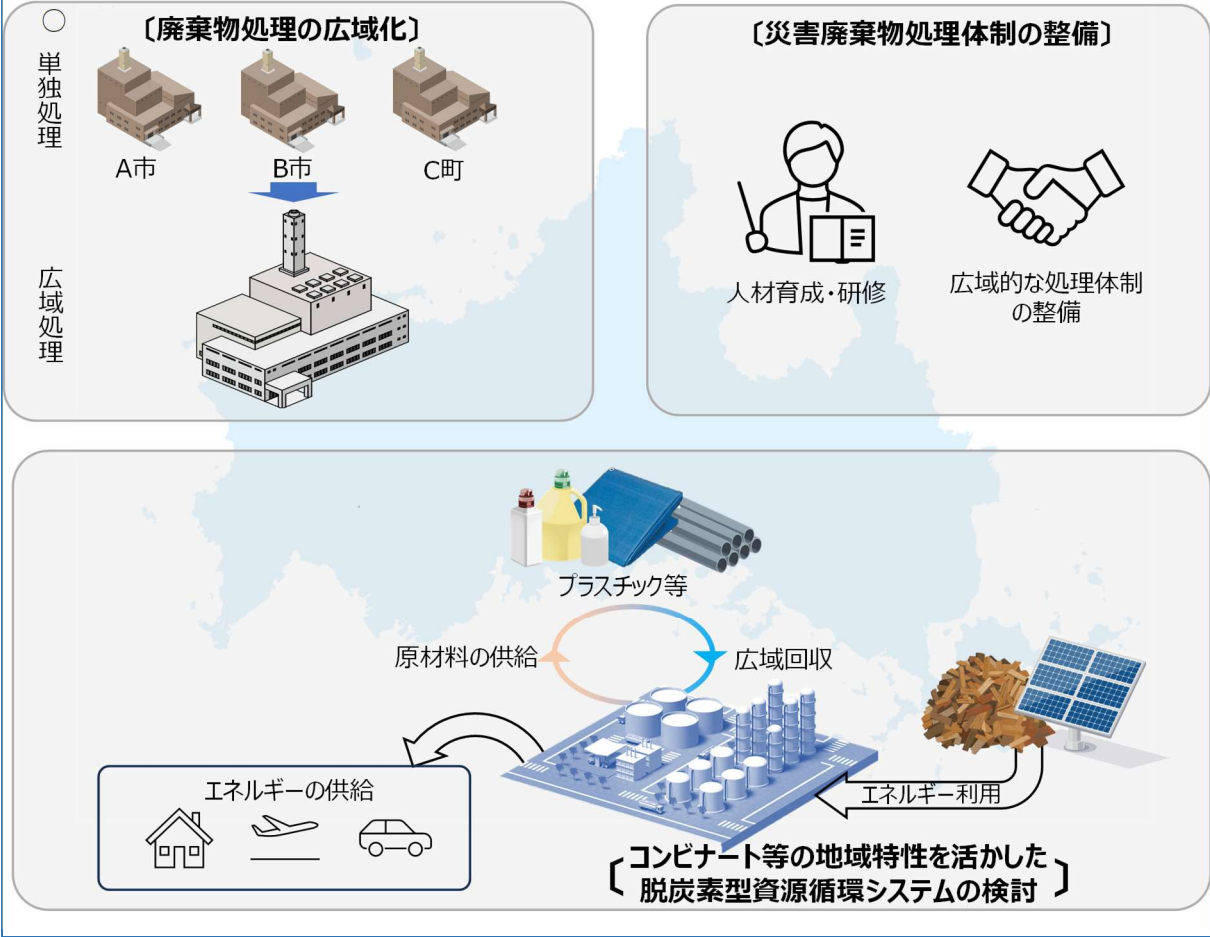 ○
〔廃棄物処理の広域化〕
単独処理
A市
B市
C町
広域処理
〔災害廃棄物処理体制の整備〕
人材育成・研修
広域的な処理体制
の整備
プラスチック等
原材料の供給
広域回収
エネルギーの供給
エネルギー利用
〔コンビナート等の地域特性を活かした
脱炭素型資源循環システムの検討〕